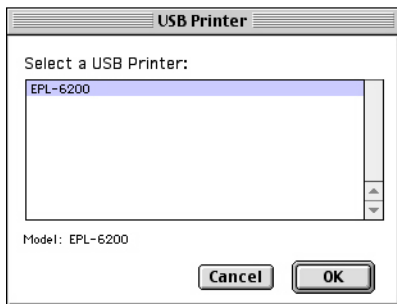 USB Printer
Select a USB Printer:
EPL-6200
Model: EPL-6200
Cancel OK